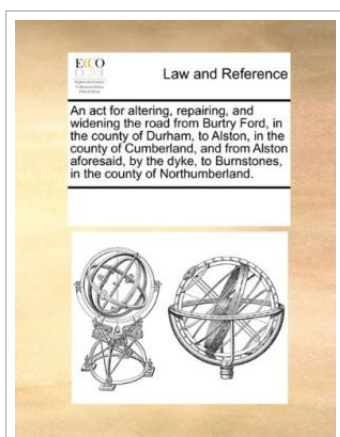 ECCO
Law and Reference
An act for altering, repairing, and
widening the road from Burtry Ford, in
the county of Durham, to Alston, in the
county of Cumberland, and from Alston
aforesaid, by the dyke, to Burnstones,
in the county of Northumberland.